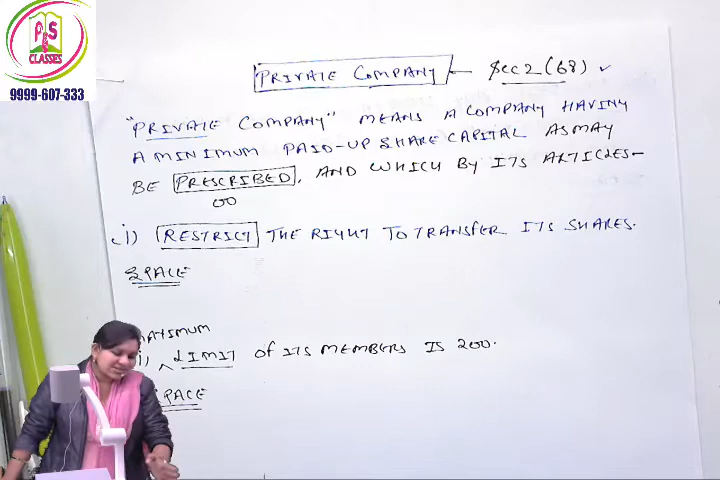 P S
CLASSES
9999-607-333
PRIVATE COMPANY — Sec 2(68) ✓
"PRIVATE COMPANY" MEANS A COMPANY HAVING
A MINIMUM PAID-UP SHARE CAPITAL AS MAY
BE PRESCRIBED, AND WHICH BY ITS ARTICLES-
00
(i) RESTRICT THE RIGHT TO TRANSFER ITS SHARES.
SPACE
MAXIMUM
i) LIMIT OF ITS MEMBERS IS 200.
SPACE